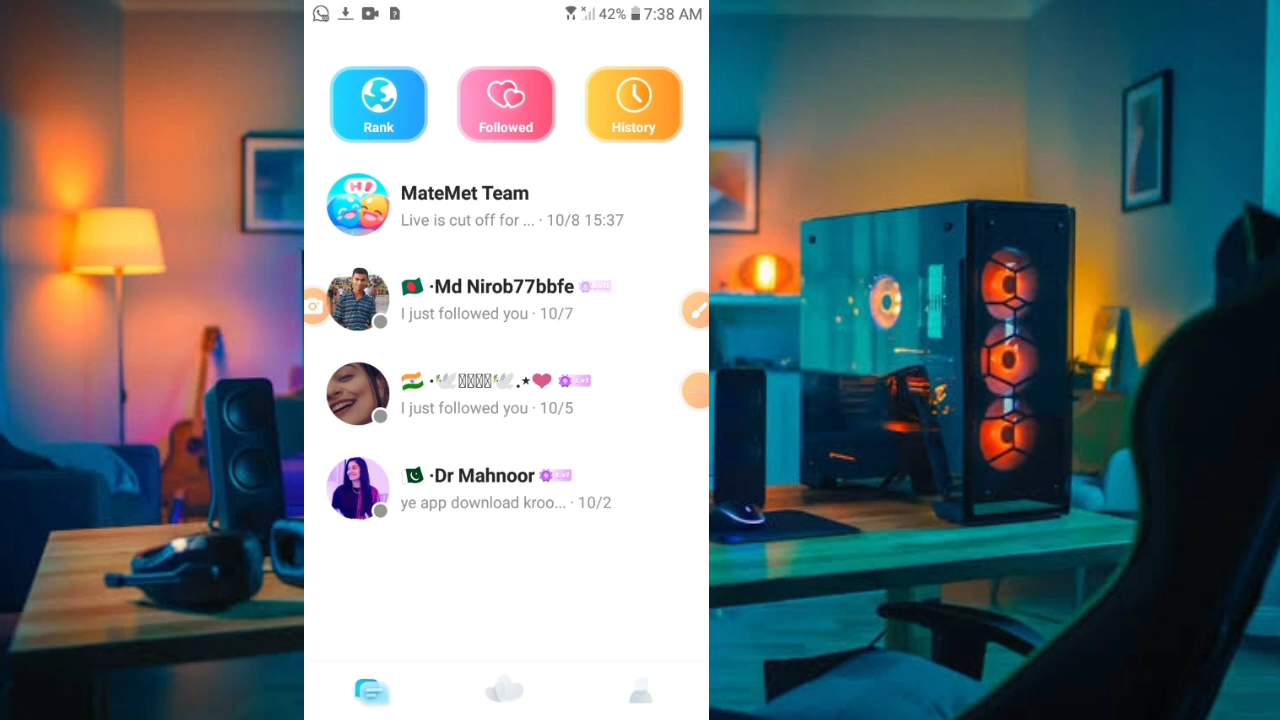 42% 7:38 AM
Rank
Followed
History
MateMet Team
Live is cut off for ... · 10/8 15:37
·Md Nirob77bbfe
I just followed you · 10/7
I just followed you · 10/5
·Dr Mahnoor
ye app download kroo... · 10/2